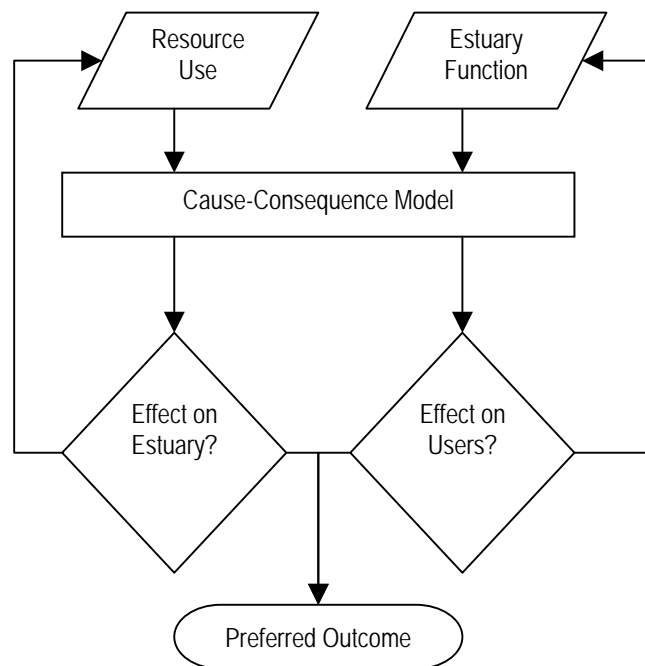 Resource
Use
Estuary
Function
Cause-Consequence Model
Effect on
Estuary?
Effect on
Users?
Preferred Outcome